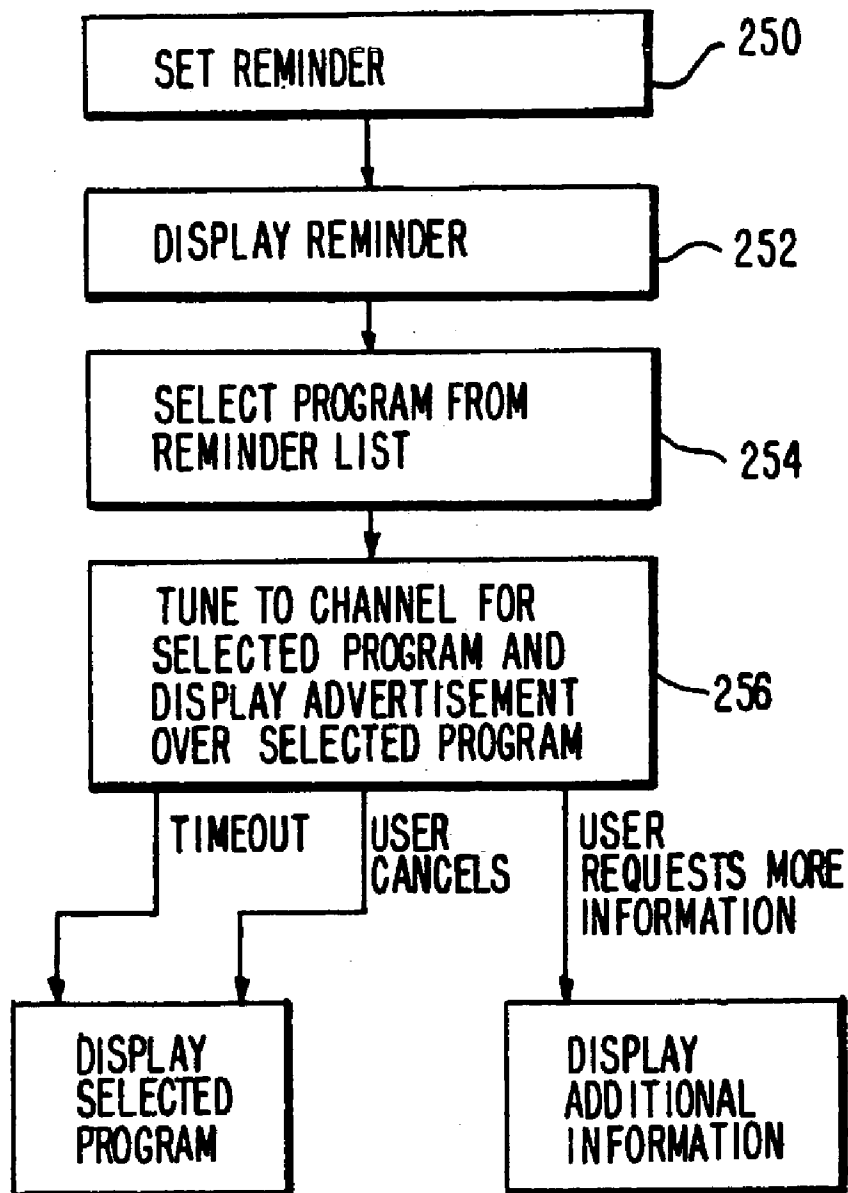 SET REMINDER
250
DISPLAY REMINDER
252
SELECT PROGRAM FROM
REMINDER LIST
254
TUNE TO CHANNEL FOR
SELECTED PROGRAM AND
DISPLAY ADVERTISEMENT
OVER SELECTED PROGRAM
256
TIMEOUT
USER
CANCELS
USER
REQUESTS MORE
INFORMATION
DISPLAY
SELECTED
PROGRAM
DISPLAY
ADDITIONAL
INFORMATION